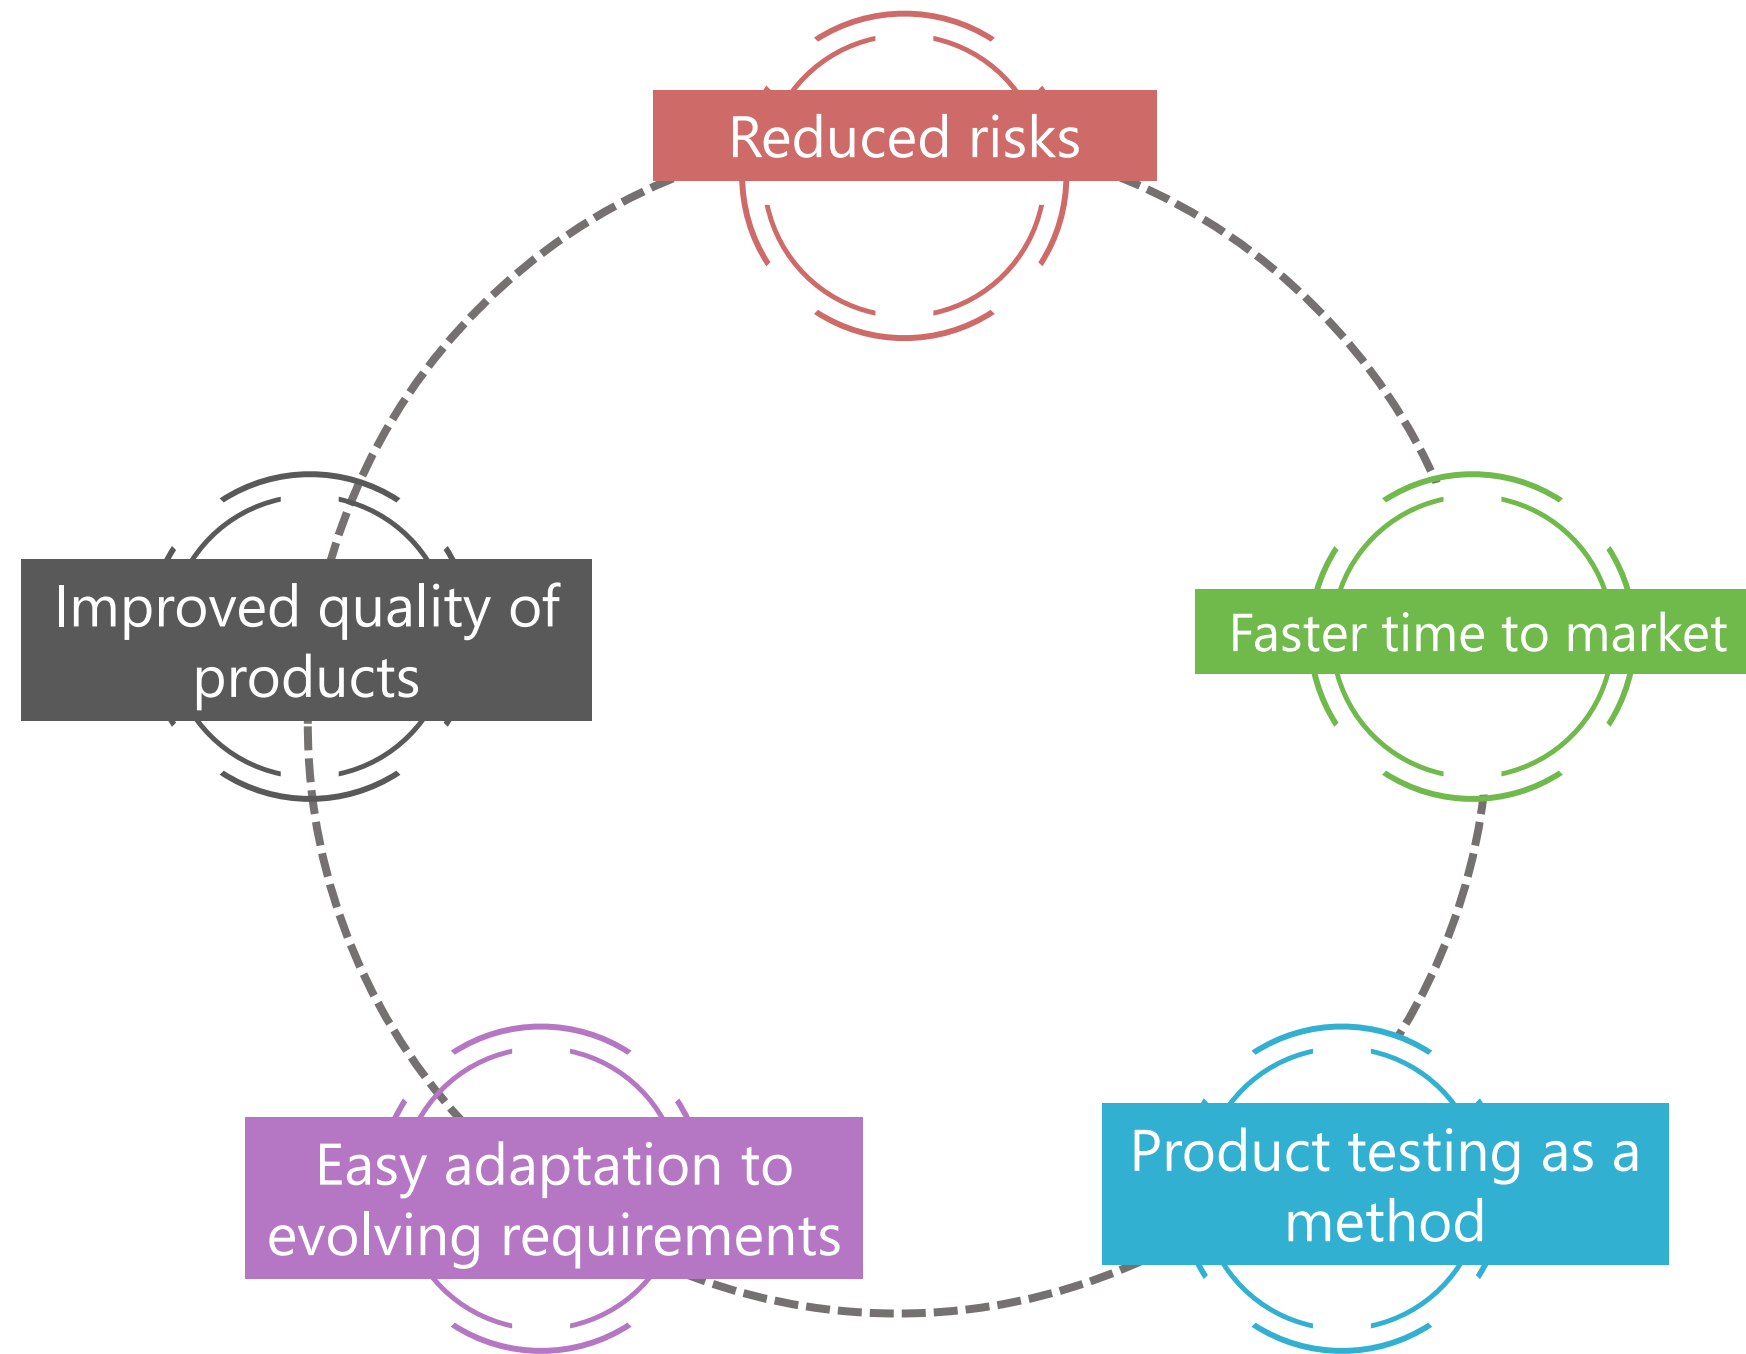 Reduced risks
Improved quality of
products
Faster time to market
Easy adaptation to
evolving requirements
Product testing as a
method